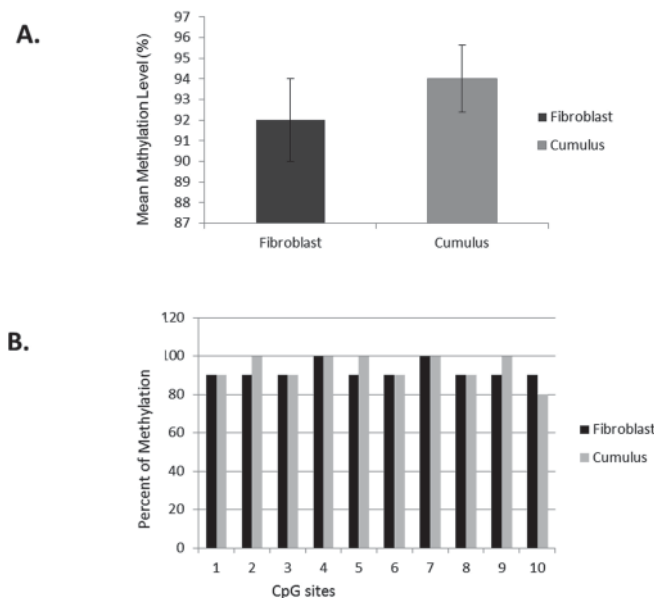 A.
Mean Methylation Level (%)
97
96
95
94
93
92
91
90
89
88
87
Fibroblast
Cumulus
Fibroblast
Cumulus
B.
Percent of Methylation
120
100
80
60
40
20
0
1 2 3 4 5 6 7 8 9 10
CpG sites
Fibroblast
Cumulus